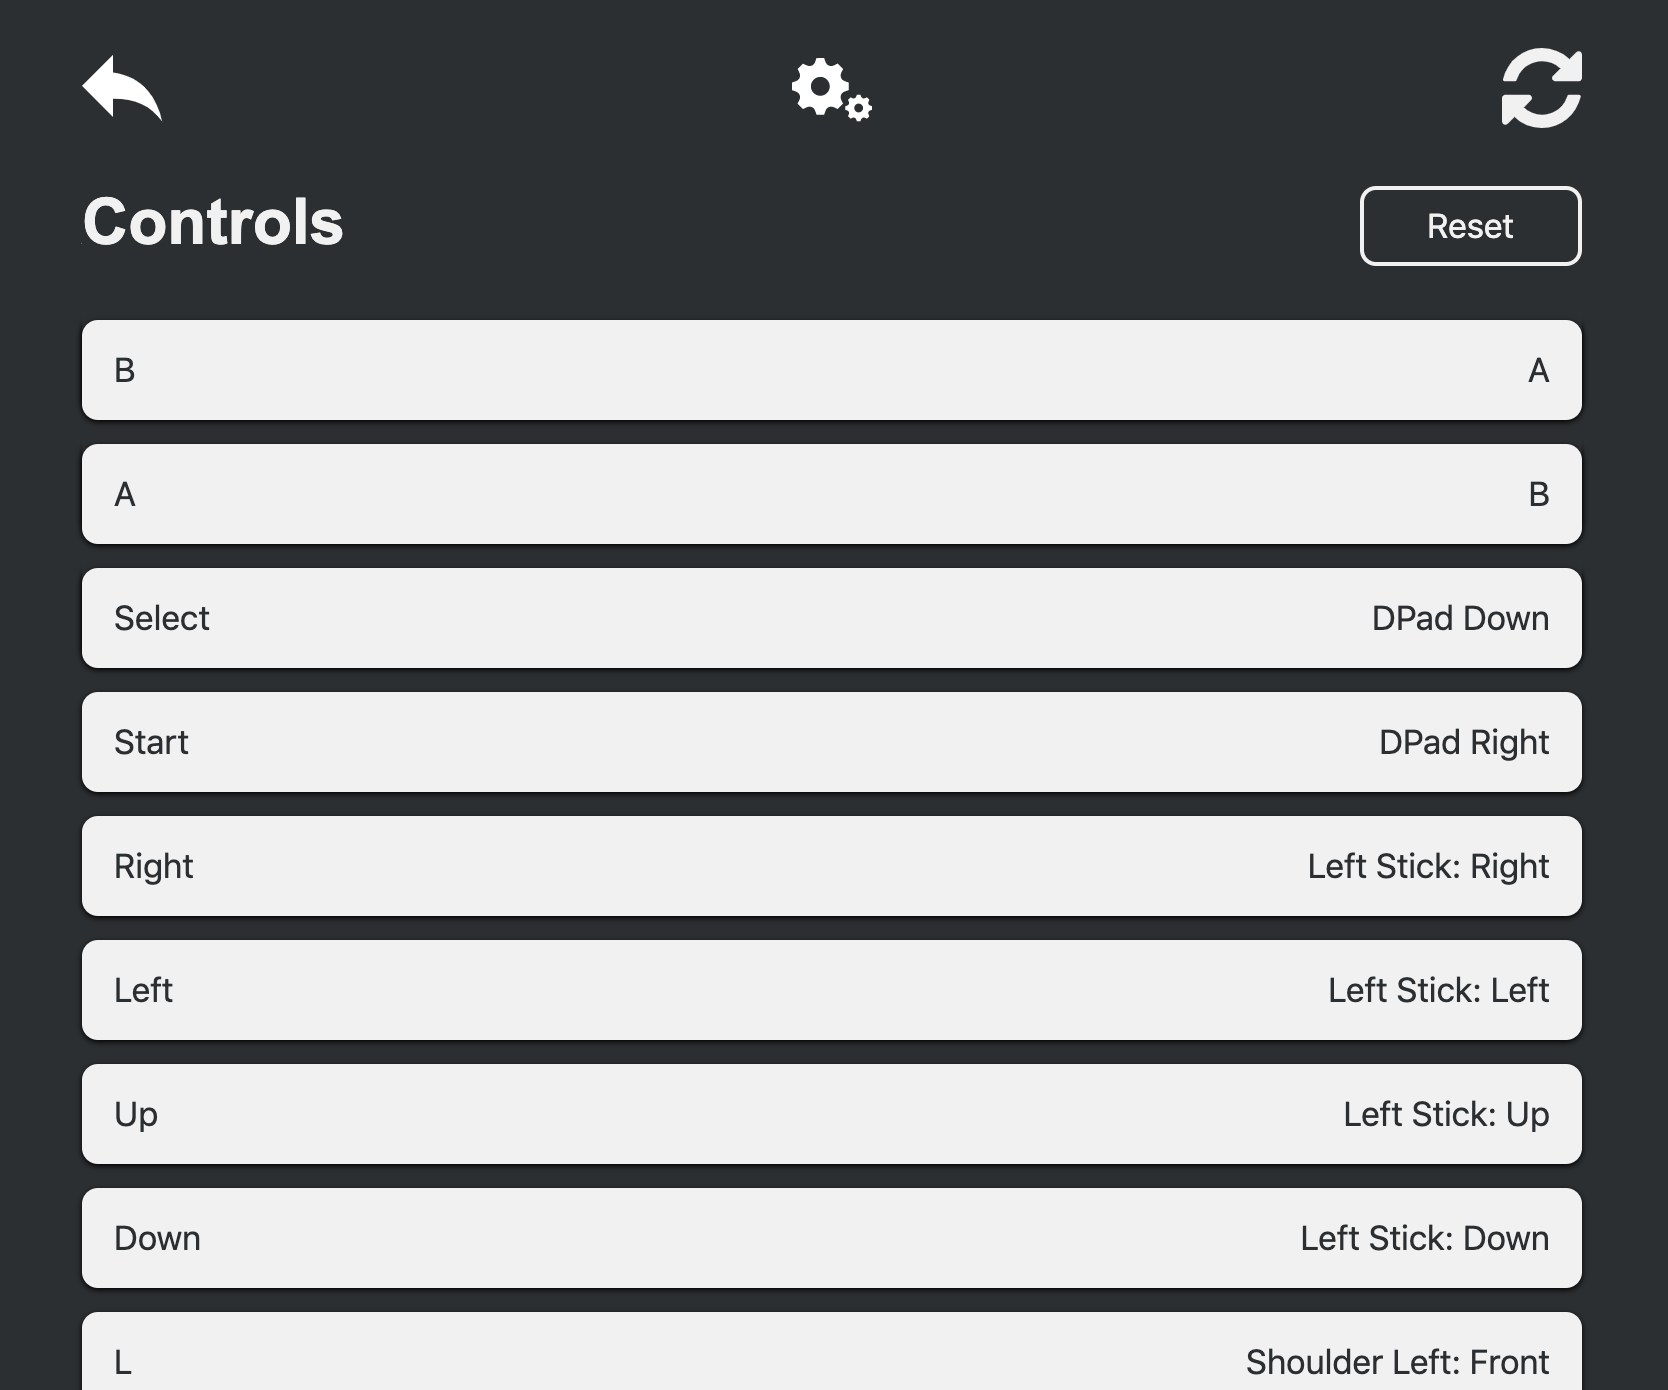 Controls
Reset
B A
A B
Select DPad Down
Start DPad Right
Right Left Stick: Right
Left Left Stick: Left
Up Left Stick: Up
Down Left Stick: Down
L Shoulder Left: Front